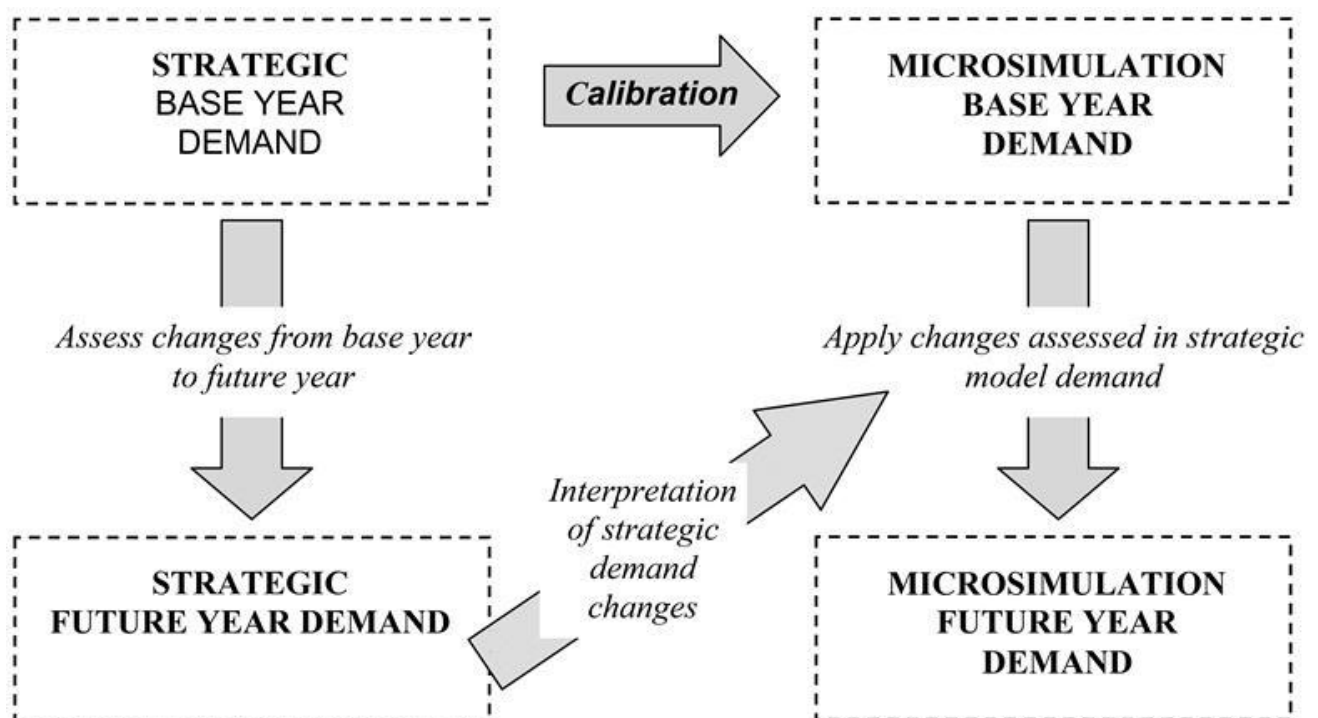 STRATEGIC
BASE YEAR
DEMAND
Calibration
MICROSIMULATION
BASE YEAR
DEMAND
Assess changes from base year
to future year
Apply changes assessed in strategic
model demand
Interpretation
of strategic
demand
changes
STRATEGIC
FUTURE YEAR DEMAND
MICROSIMULATION
FUTURE YEAR
DEMAND